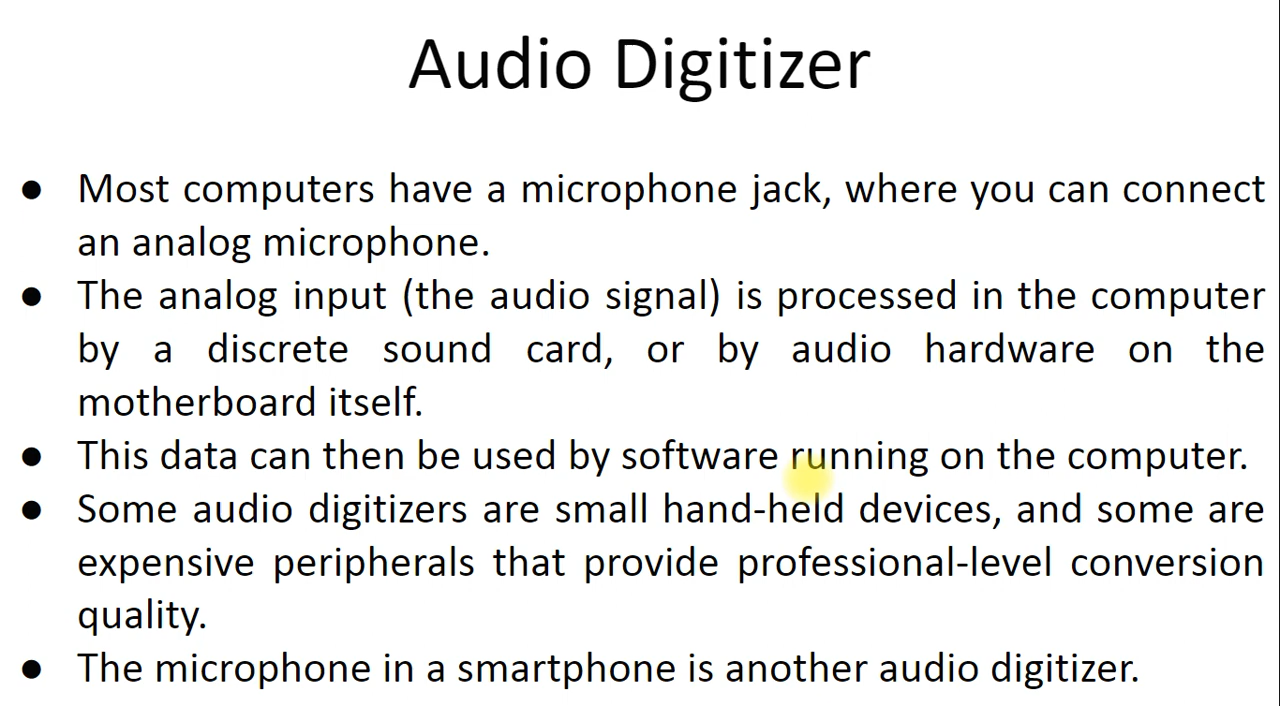 Audio Digitizer
● Most computers have a microphone jack, where you can connect
an analog microphone.
● The analog input (the audio signal) is processed in the computer
by a discrete sound card, or by audio hardware on the
motherboard itself.
● This data can then be used by software running on the computer.
● Some audio digitizers are small hand-held devices, and some are
expensive peripherals that provide professional-level conversion
quality.
● The microphone in a smartphone is another audio digitizer.